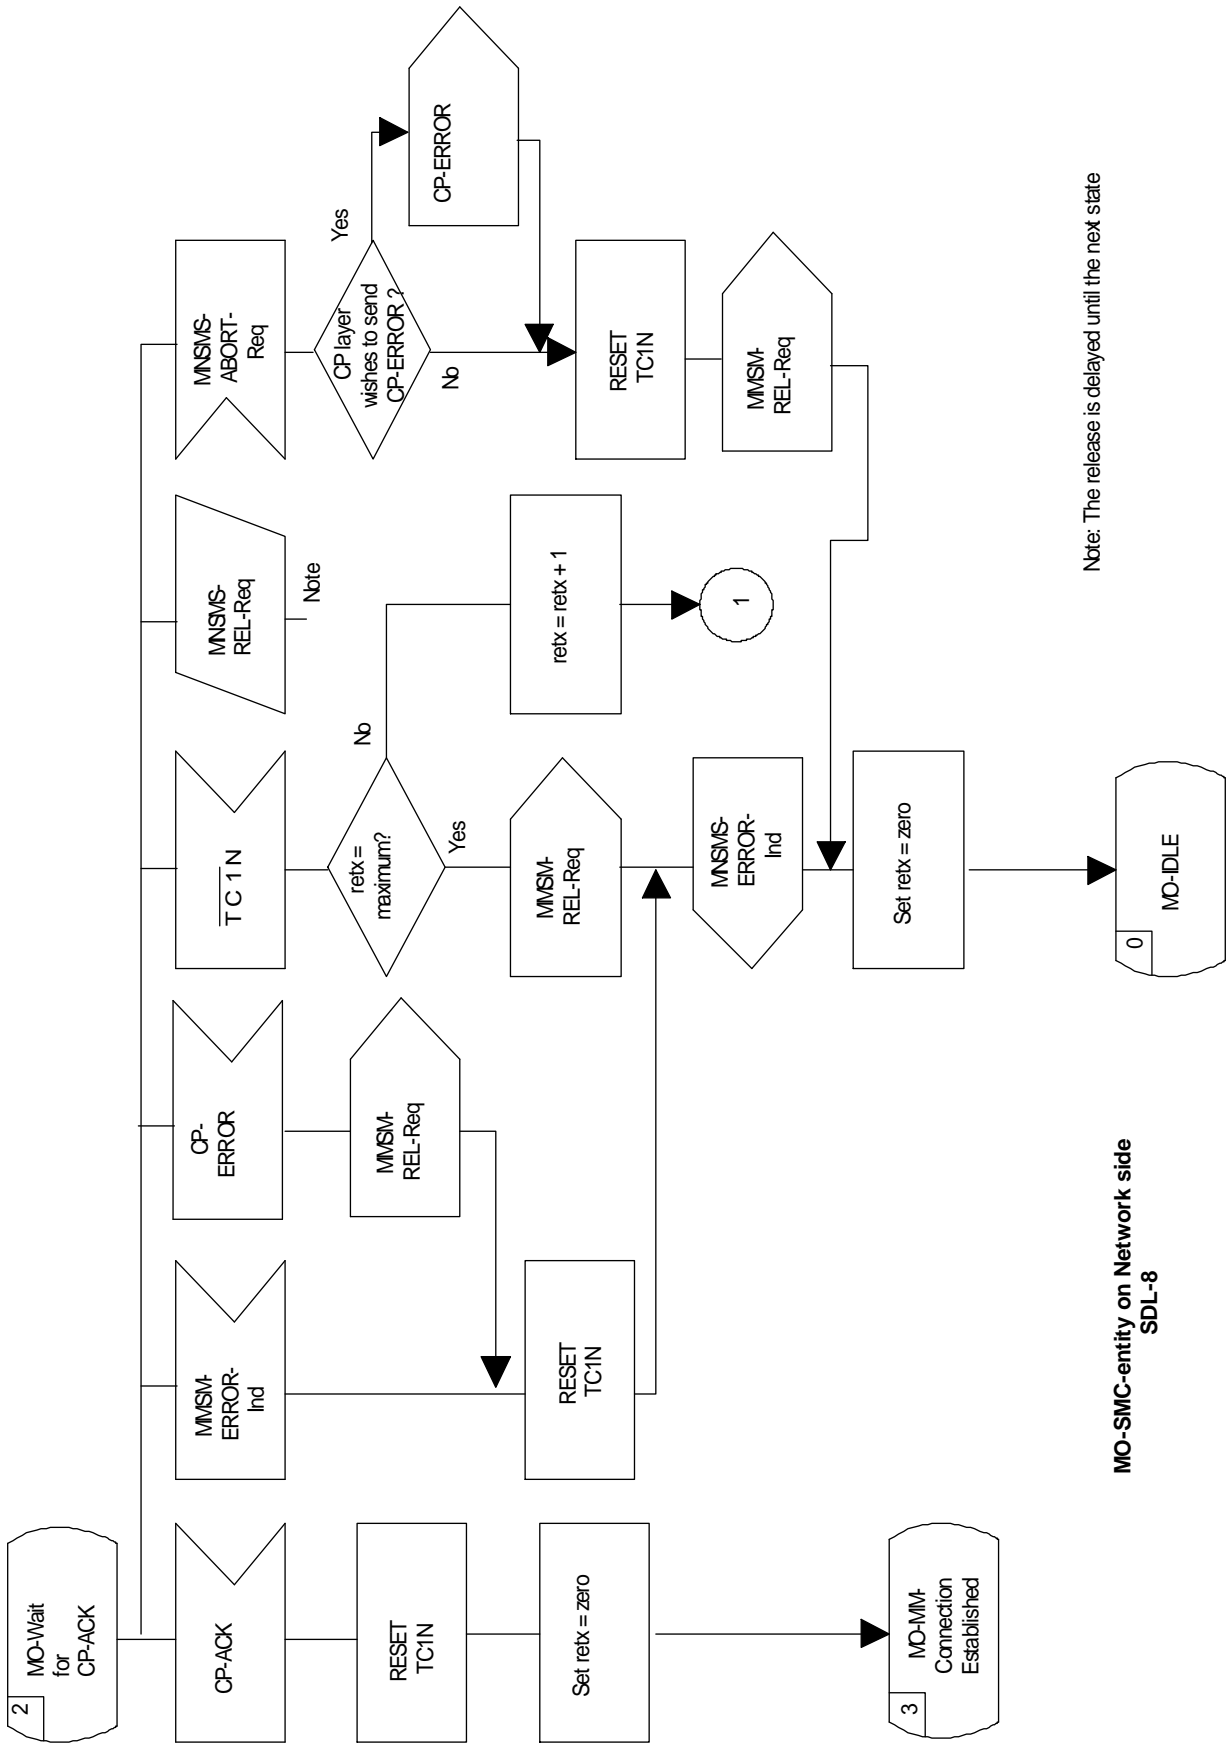 2
MO-Wait
for
CP-ACK
CP-ACK
RESET
TC1N
Set retx = zero
3
MO-MM-
Connection
Established
MMSM-
ERROR-
Ind
RESET
TC1N
CP-
ERROR
MMSM-
REL-Req
TC1N
retx =
maximum?
Yes
No
MMSM-
REL-Req
MNSMS-
ERROR-
Ind
Set retx = zero
0
MO-IDLE
retx = retx + 1
1
MNSMS-
REL-Req
Note
MNSMS-
ABORT-
Req
CP layer
wishes to send
CP-ERROR ?
Yes
No
CP-ERROR
RESET
TC1N
MMSM-
REL-Req
Note: The release is delayed until the next state
MO-SMC-entity on Network side
SDL-8